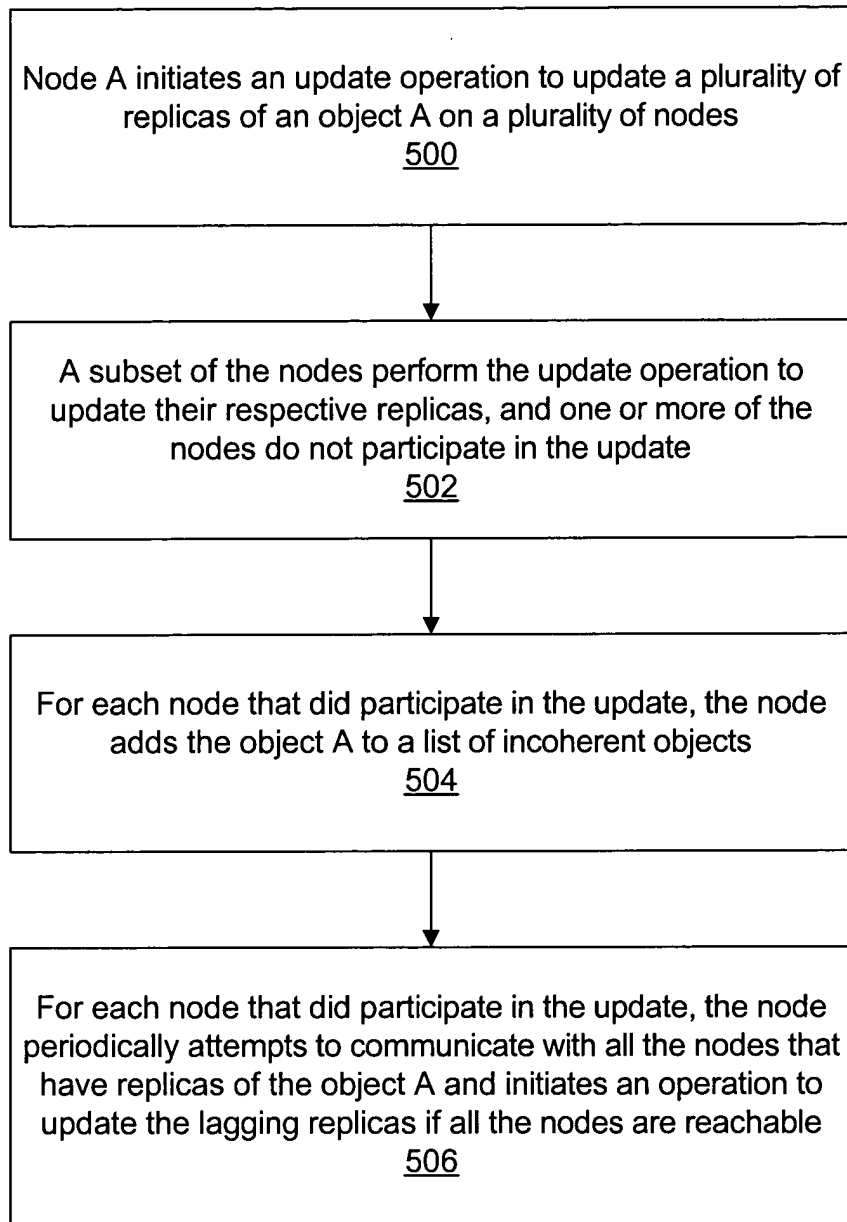 Node A initiates an update operation to update a plurality of
replicas of an object A on a plurality of nodes
500
A subset of the nodes perform the update operation to
update their respective replicas, and one or more of the
nodes do not participate in the update
502
For each node that did participate in the update, the node
adds the object A to a list of incoherent objects
504
For each node that did participate in the update, the node
periodically attempts to communicate with all the nodes that
have replicas of the object A and initiates an operation to
update the lagging replicas if all the nodes are reachable
506